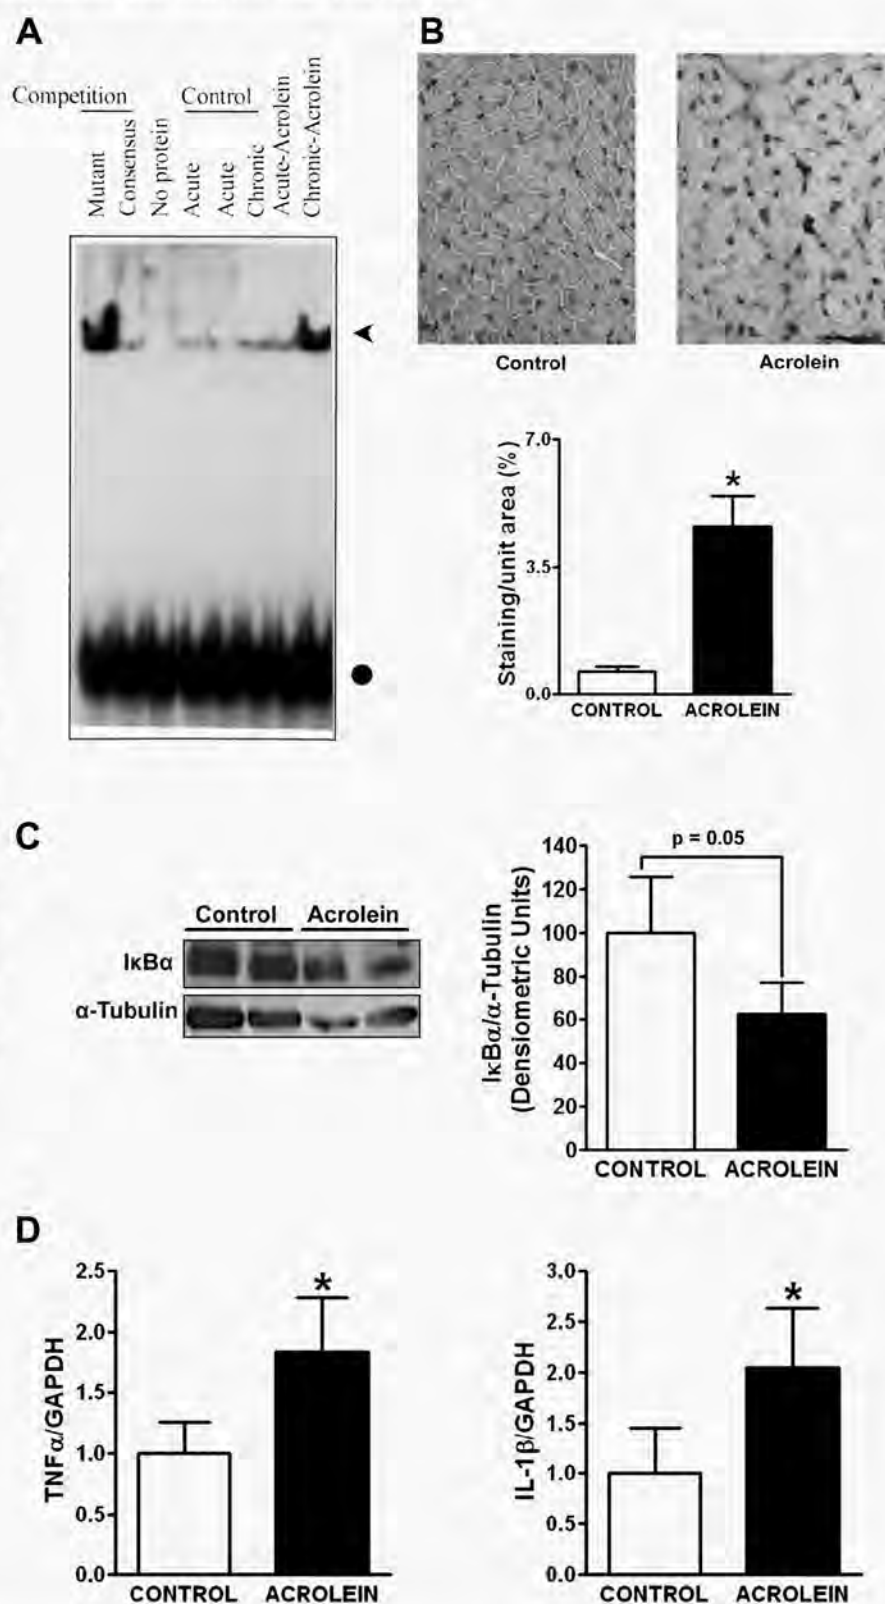 A
Competition
Control
Mutant
Consensus
No protein
Acute
Acute
Chronic
Acute-Acrolein
Chronic-Acrolein
B
Control
Acrolein
Staining/unit area (%)
7.0
3.5
0.0
CONTROL
ACROLEIN
*
C
Control
Acrolein
IκBα
α-Tubulin
IκBα/α-Tubulin
(Densiometric Units)
140
120
100
80
60
40
20
0
p = 0.05
CONTROL
ACROLEIN
D
TNFα/GAPDH
2.5
2.0
1.5
1.0
0.5
0.0
*
CONTROL
ACROLEIN
IL-1β/GAPDH
3.0
2.5
2.0
1.5
1.0
0.5
0.0
*
CONTROL
ACROLEIN